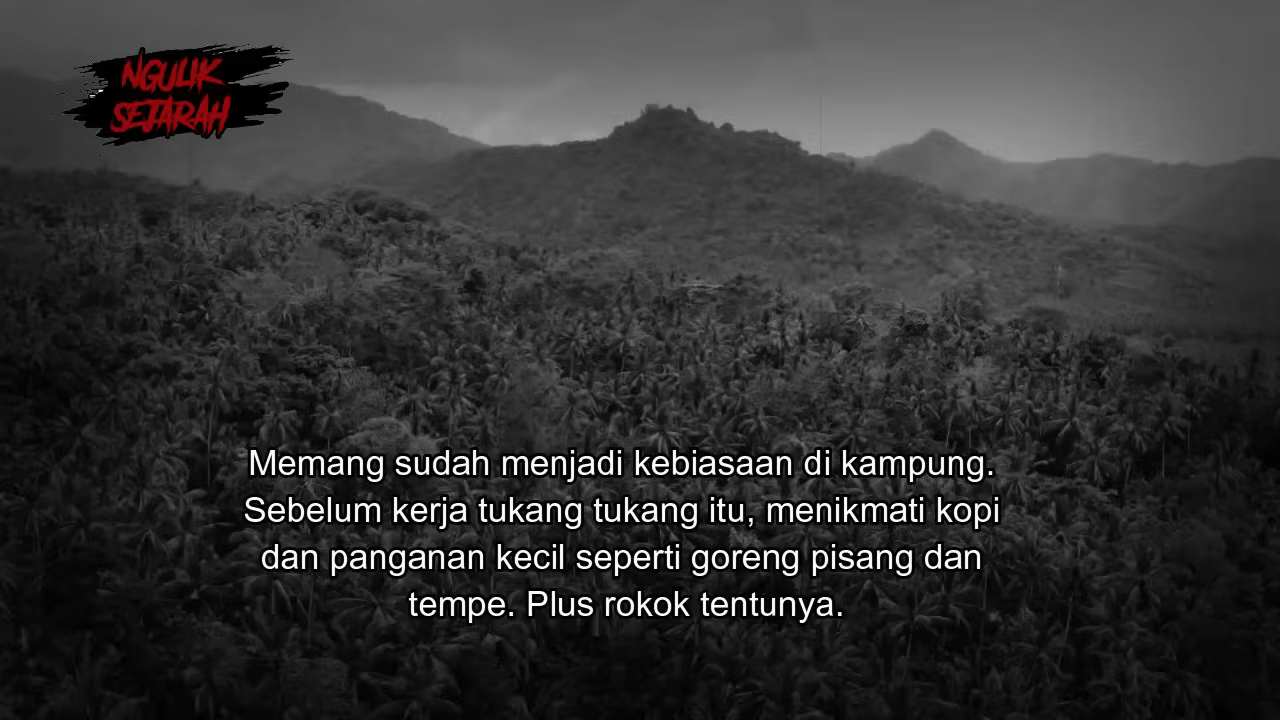 NGULIK
SEJARAH
Memang sudah menjadi kebiasaan di kampung.
Sebelum kerja tukang tukang itu, menikmati kopi
dan panganan kecil seperti goreng pisang dan
tempe. Plus rokok tentunya.